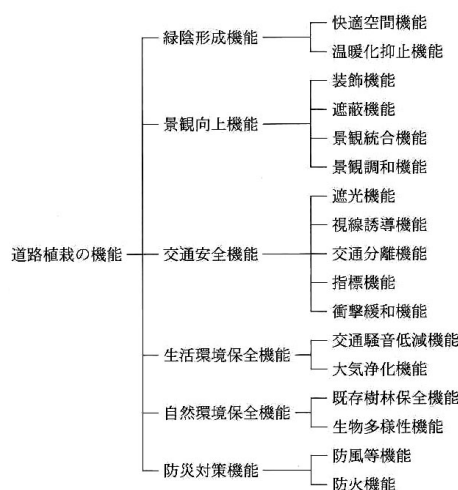 道路植栽の機能
緑陰形成機能
快適空間機能
温暖化抑止機能
景観向上機能
装飾機能
遮蔽機能
景観統合機能
景観調和機能
交通安全機能
遮光機能
視線誘導機能
交通分離機能
指標機能
衝撃緩和機能
生活環境保全機能
交通騒音低減機能
大気浄化機能
自然環境保全機能
既存樹林保全機能
生物多様性機能
防災対策機能
防風等機能
防火機能